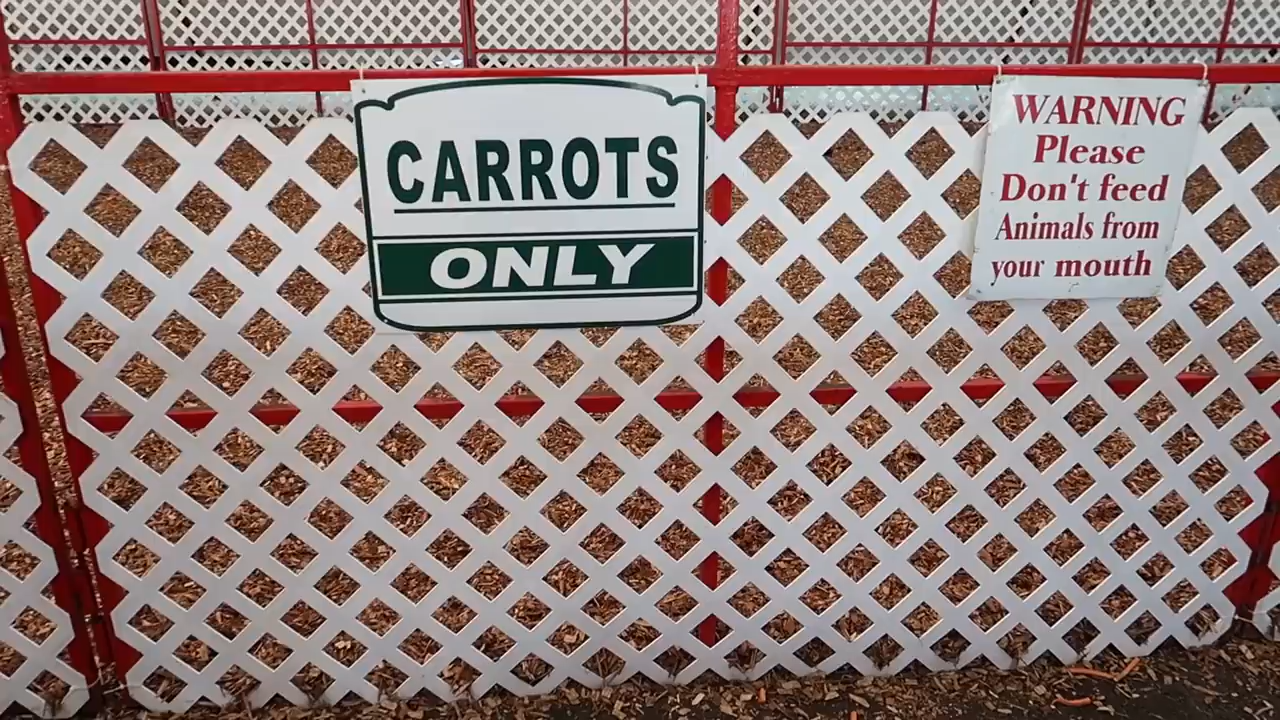 CARROTS
ONLY
WARNING
Please
Don't feed
Animals from
your mouth